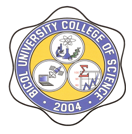 BICOL UNIVERSITY COLLEGE OF SCIENCE
• 2004 •
Σ